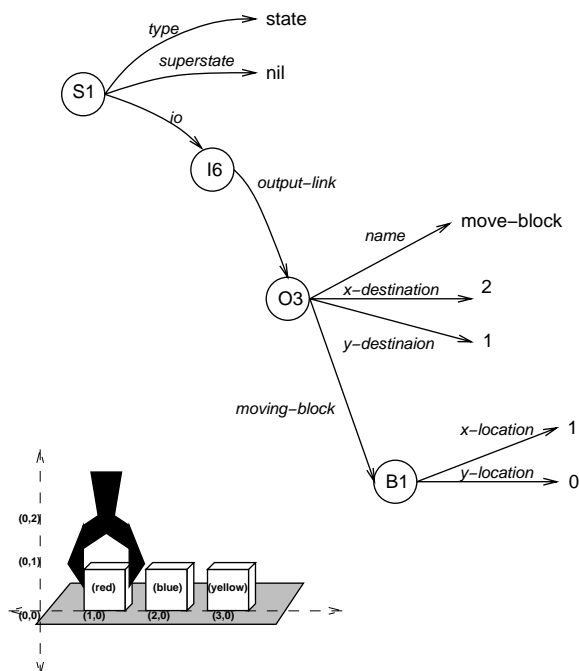 type
state
superstate
nil
S1
io
I6
output-link
name
move-block
O3
x-destination
2
y-destinaion
1
moving-block
x-location
1
B1
y-location
0
(0,2)
(0,1)
(red)
(blue)
(yellow)
(0,0)
(1,0)
(2,0)
(3,0)